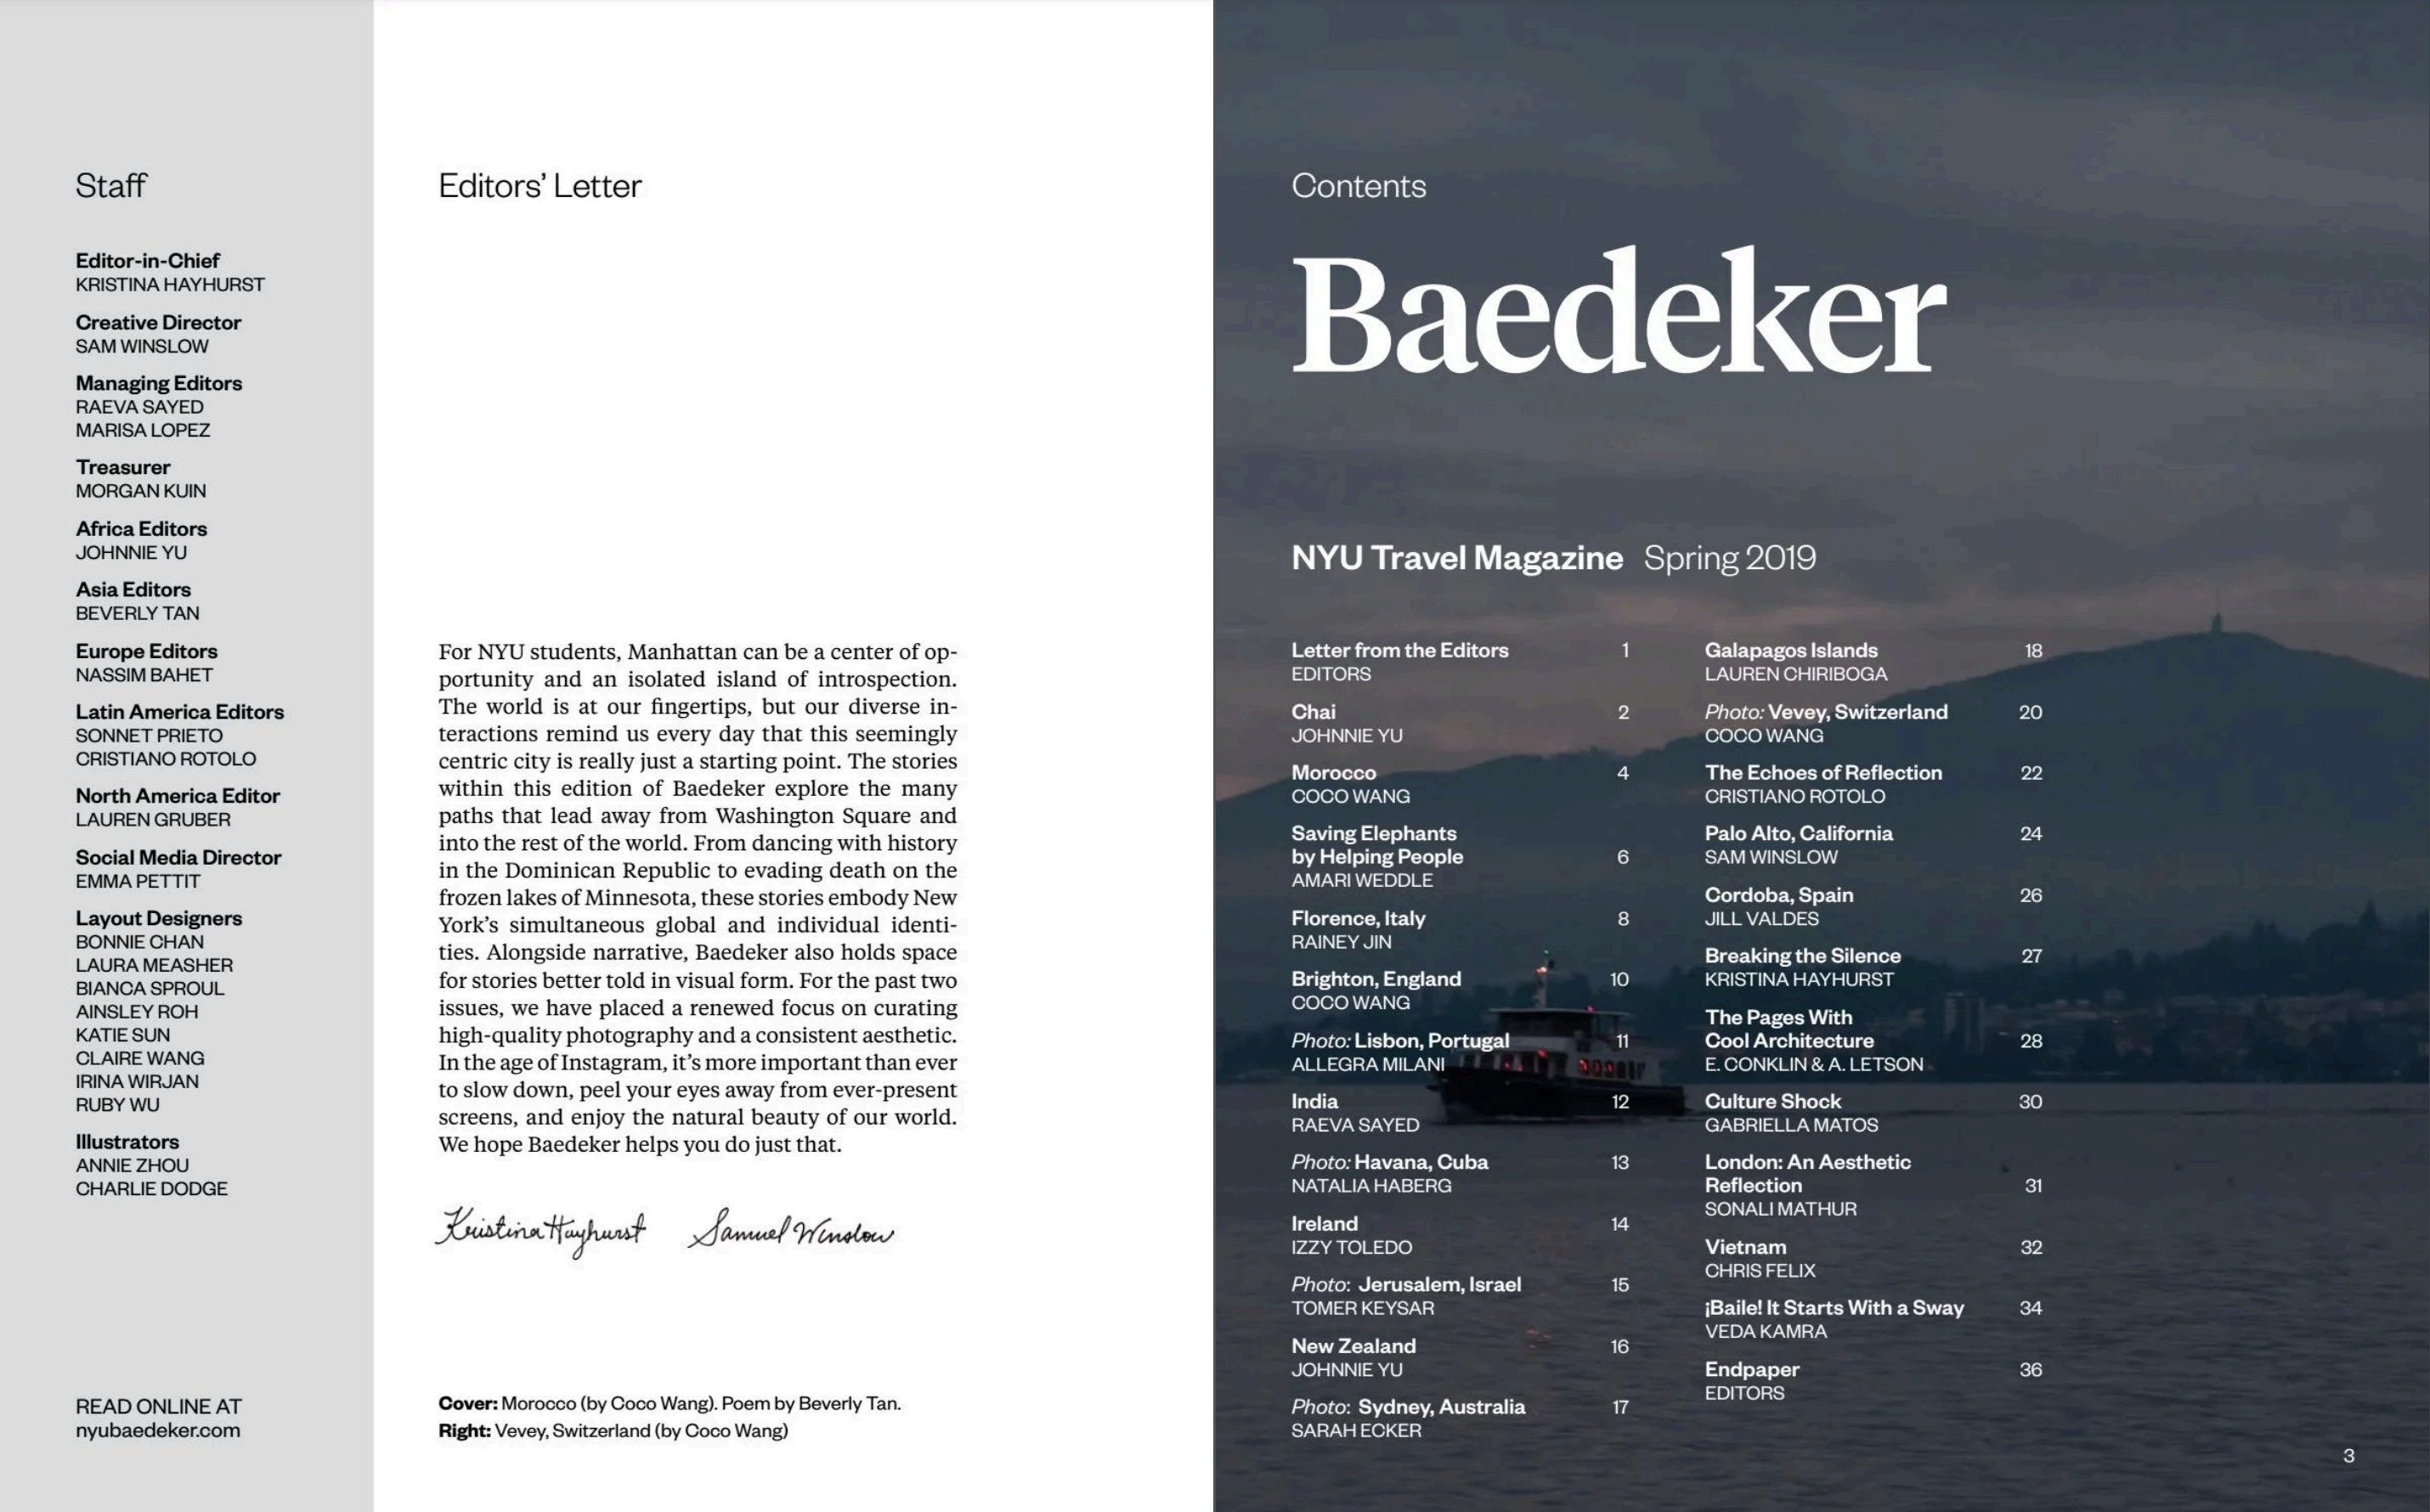 Staff
Editor-in-Chief
KRISTINA HAYHURST
Creative Director
SAM WINSLOW
Managing Editors
RAEVA SAYED
MARISA LOPEZ
Treasurer
MORGAN KUIN
Africa Editors
JOHNNIE YU
Asia Editors
BEVERLY TAN
Europe Editors
NASSIM BAHET
Latin America Editors
SONNET PRIETO
CRISTIANO ROTOLO
North America Editor
LAUREN GRUBER
Social Media Director
EMMA PETTIT
Layout Designers
BONNIE CHAN
LAURA MEASHER
BIANCA SPROUL
AINSLEY ROH
KATIE SUN
CLAIRE WANG
IRINA WIRJAN
RUBY WU
Illustrators
ANNIE ZHOU
CHARLIE DODGE
READ ONLINE AT
nyubaedeker.com
Editors’ Letter
For NYU students, Manhattan can be a center of op-
portunity and an isolated island of introspection.
The world is at our fingertips, but our diverse in-
teractions remind us every day that this seemingly
centric city is really just a starting point. The stories
within this edition of Baedeker explore the many
paths that lead away from Washington Square and
into the rest of the world. From dancing with history
in the Dominican Republic to evading death on the
frozen lakes of Minnesota, these stories embody New
York’s simultaneous global and individual identi-
ties. Alongside narrative, Baedeker also holds space
for stories better told in visual form. For the past two
issues, we have placed a renewed focus on curating
high-quality photography and a consistent aesthetic.
In the age of Instagram, it’s more important than ever
to slow down, peel your eyes away from ever-present
screens, and enjoy the natural beauty of our world.
We hope Baedeker helps you do just that.
Kristina Hayhurst Samuel Winslow
Cover: Morocco (by Coco Wang). Poem by Beverly Tan.
Right: Vevey, Switzerland (by Coco Wang)
Contents
Baedeker
NYU Travel Magazine Spring 2019
Letter from the Editors 1
EDITORS
Chai 2
JOHNNIE YU
Morocco 4
COCO WANG
Saving Elephants
by Helping People 6
AMARI WEDDLE
Florence, Italy 8
RAINEY JIN
Brighton, England 10
COCO WANG
Photo: Lisbon, Portugal 11
ALLEGRA MILANI
India 12
RAEVA SAYED
Photo: Havana, Cuba 13
NATALIA HABERG
Ireland 14
IZZY TOLEDO
Photo: Jerusalem, Israel 15
TOMER KEYSAR
New Zealand 16
JOHNNIE YU
Photo: Sydney, Australia 17
SARAH ECKER
Galapagos Islands 18
LAUREN CHIRIBOGA
Photo: Vevey, Switzerland 20
COCO WANG
The Echoes of Reflection 22
CRISTIANO ROTOLO
Palo Alto, California 24
SAM WINSLOW
Cordoba, Spain 26
JILL VALDES
Breaking the Silence 27
KRISTINA HAYHURST
The Pages With
Cool Architecture 28
E. CONKLIN & A. LETSON
Culture Shock 30
GABRIELLA MATOS
London: An Aesthetic
Reflection 31
SONALI MATHUR
Vietnam 32
CHRIS FELIX
¡Baile! It Starts With a Sway 34
VEDA KAMRA
Endpaper 36
EDITORS
3